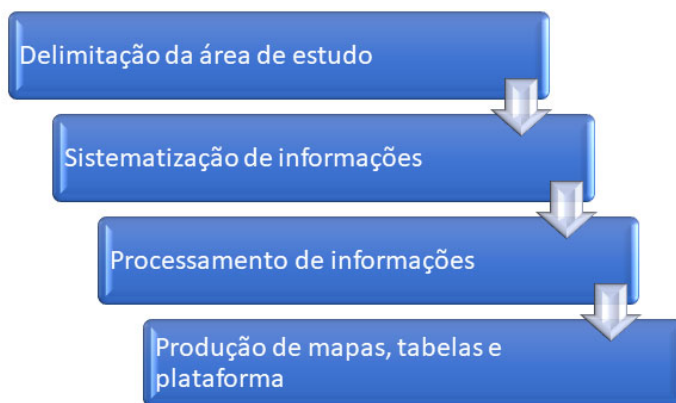 Delimitação da área de estudo
Sistematização de informações
Processamento de informações
Produção de mapas, tabelas e
plataforma